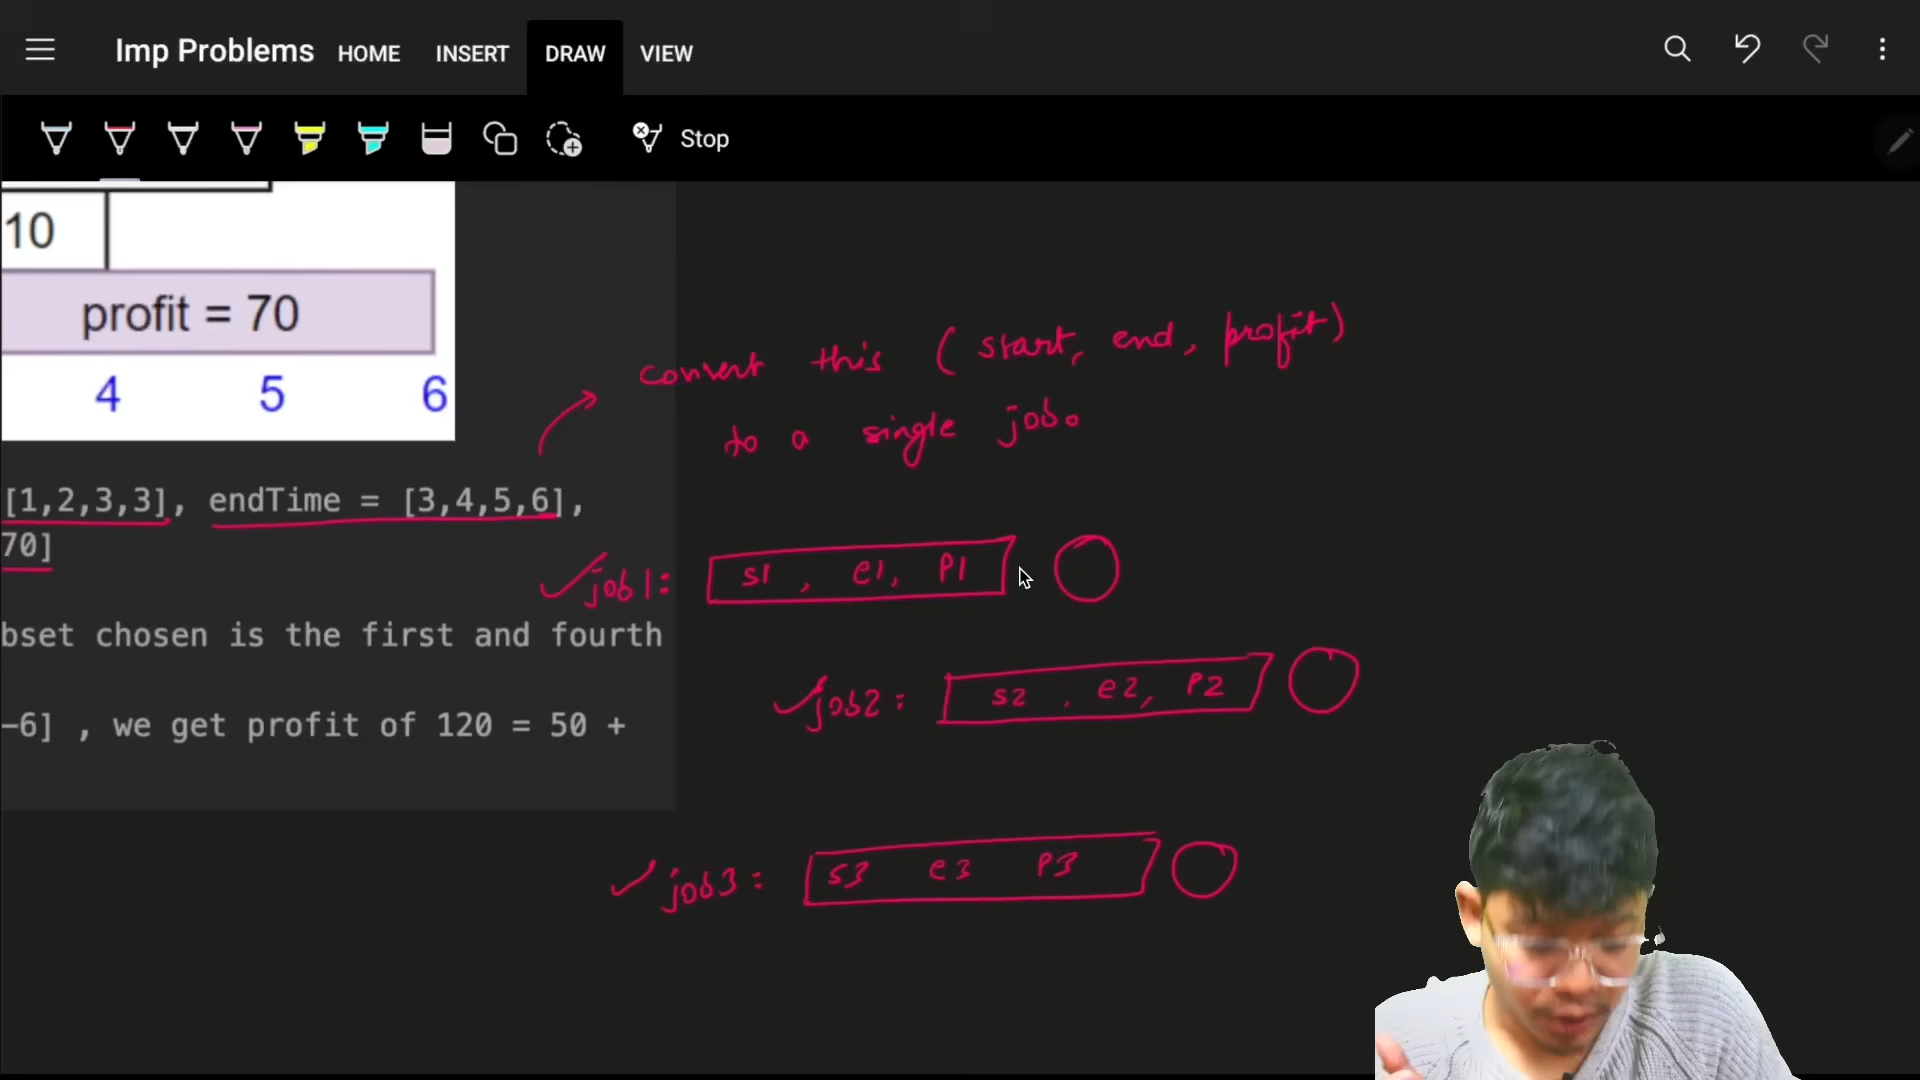 Imp Problems HOME INSERT DRAW VIEW
Stop
10
profit = 70
4 5 6
convert this (start, end, profit)
to a single job.
[1,2,3,3], endTime = [3,4,5,6],
70]
job1: s1, e1, P1
bset chosen is the first and fourth
job2: s2, e2, P2
-6] , we get profit of 120 = 50 +
job3: s3 e3 P3